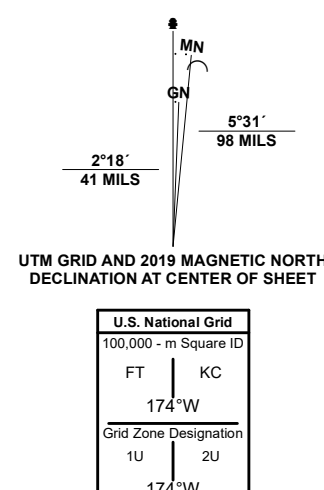 MN
GN
5°31´
98 MILS
2°18´
41 MILS
UTM GRID AND 2019 MAGNETIC NORTH
DECLINATION AT CENTER OF SHEET
U.S. National Grid
100,000 - m Square ID
FT KC
174°W
Grid Zone Designation
1U 2U
174°W